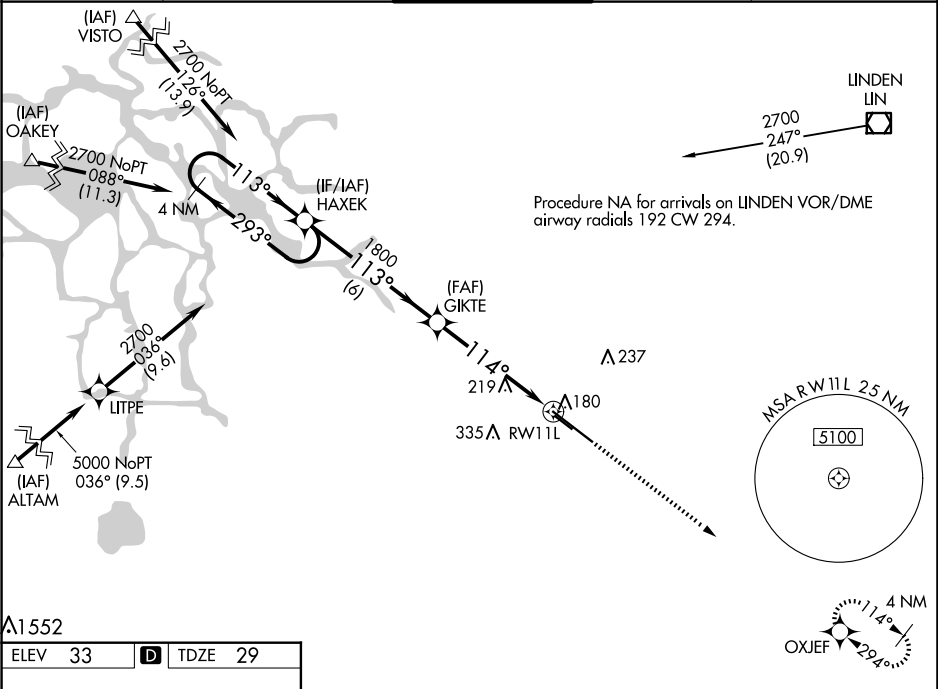 (IAF)
VISTO
2700 NoPT
126°
(13.9)
(IAF)
OAKEY
2700 NoPT
088°
(11.3)
4 NM
113°
293°
(IF/IAF)
HAXEK
1800
113°
(6)
(FAF)
GIKTE
114°
LINDEN
LIN
2700
247°
(20.9)
Procedure NA for arrivals on LINDEN VOR/DME
airway radials 192 CW 294.
2700
036°
(9.6)
LITPE
5000 NoPT
036° (9.5)
(IAF)
ALTAM
237
219
180
335
RW11L
MSA RW11L 25 NM
5100
1552
4 NM
114°
294°
OXJEF
ELEV 33 D TDZE 29